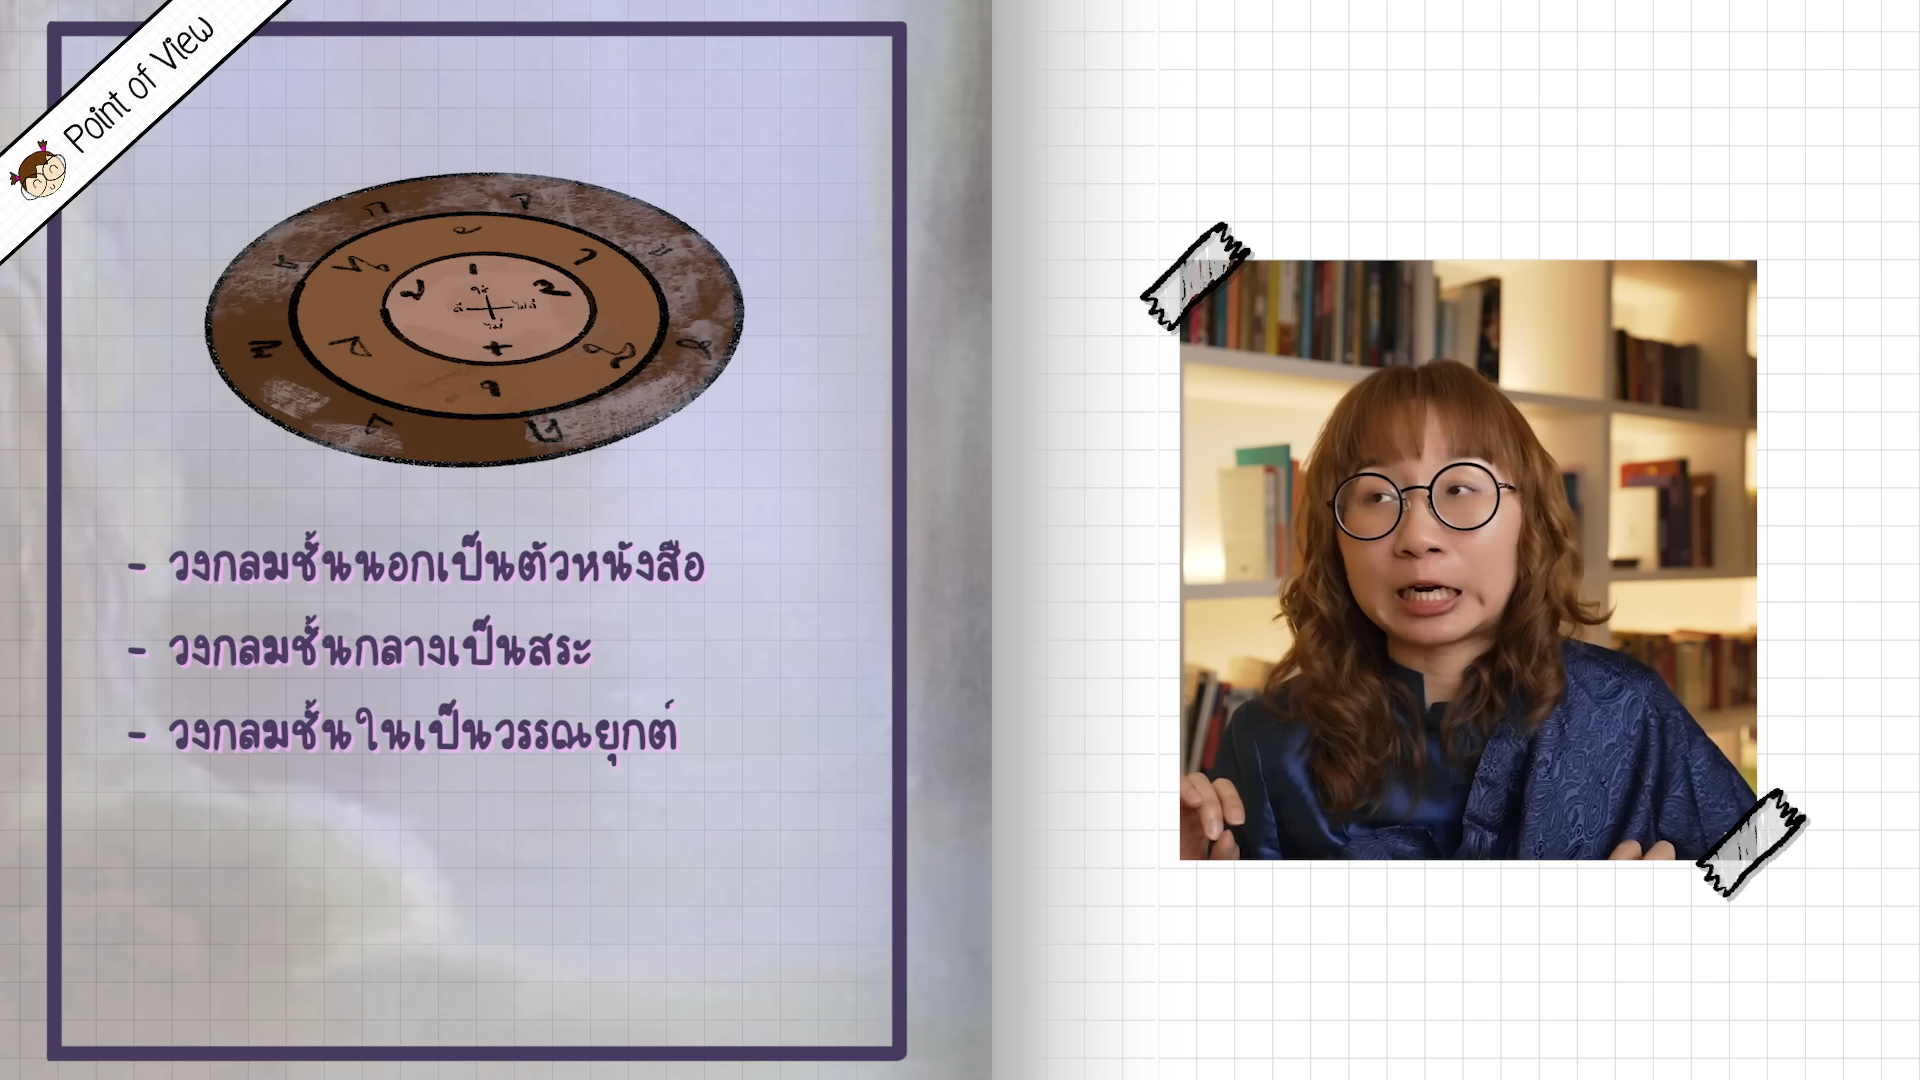 Point of View
- วงกลมชั้นนอกเป็นตัวหนังสือ
- วงกลมชั้นกลางเป็นสระ
- วงกลมชั้นในเป็นวรรณยุกต์